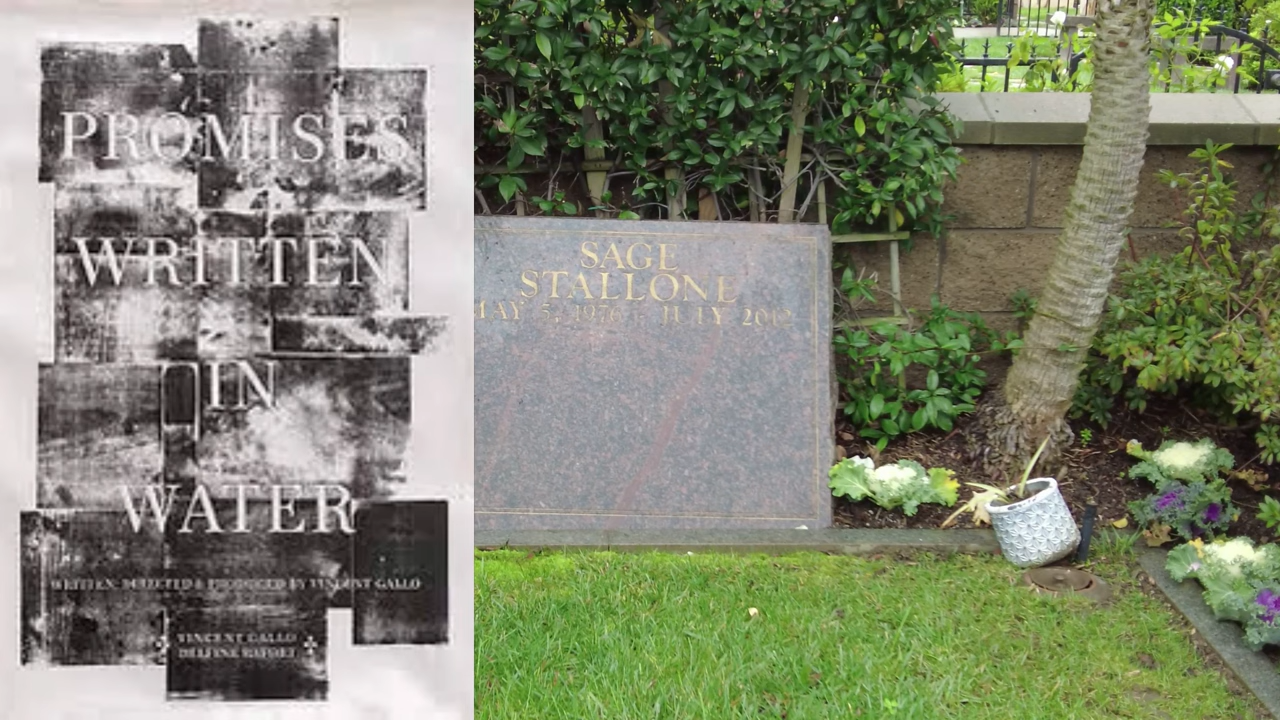 PROMISES
WRITTEN
IN
WATER
WRITTEN, DIRECTED & PRODUCED BY VINCENT GALLO
VINCENT GALLO
DELFINE BAFORT
SAGE
STALLONE
MAY 5, 1976 - JULY 2012